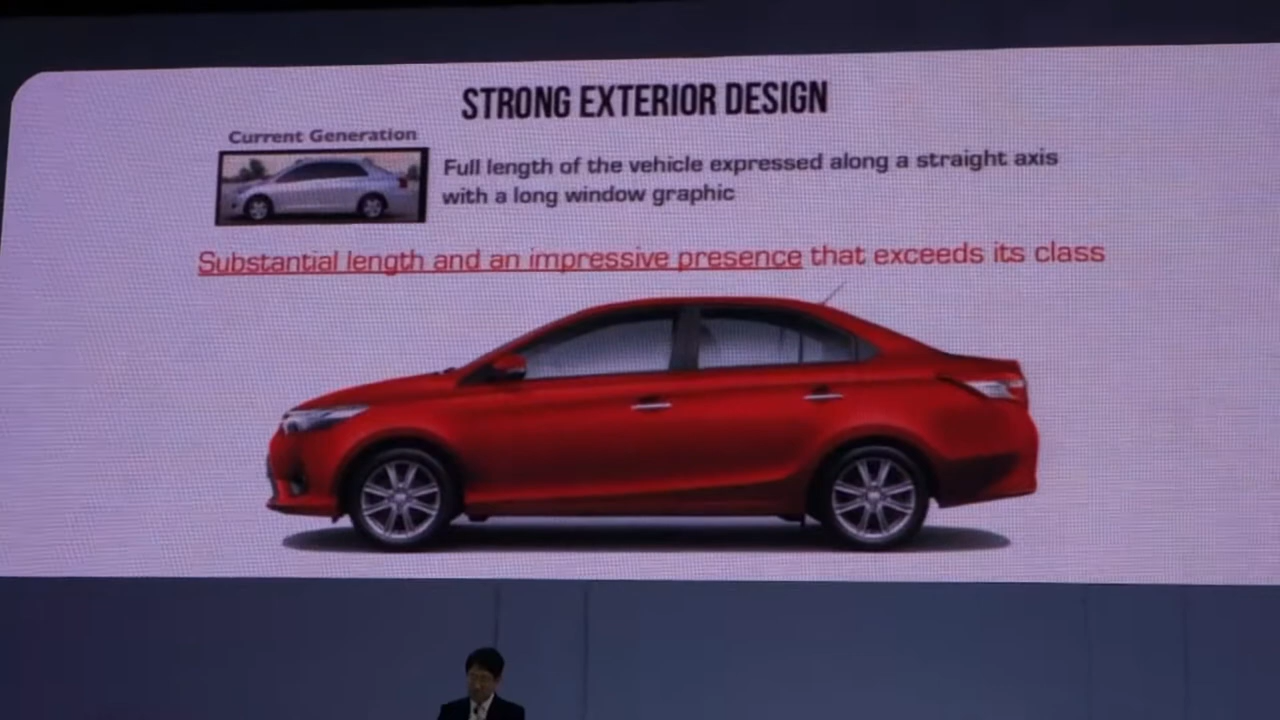 STRONG EXTERIOR DESIGN
Current Generation
Full length of the vehicle expressed along a straight axis
with a long window graphic
Substantial length and an impressive presence that exceeds its class